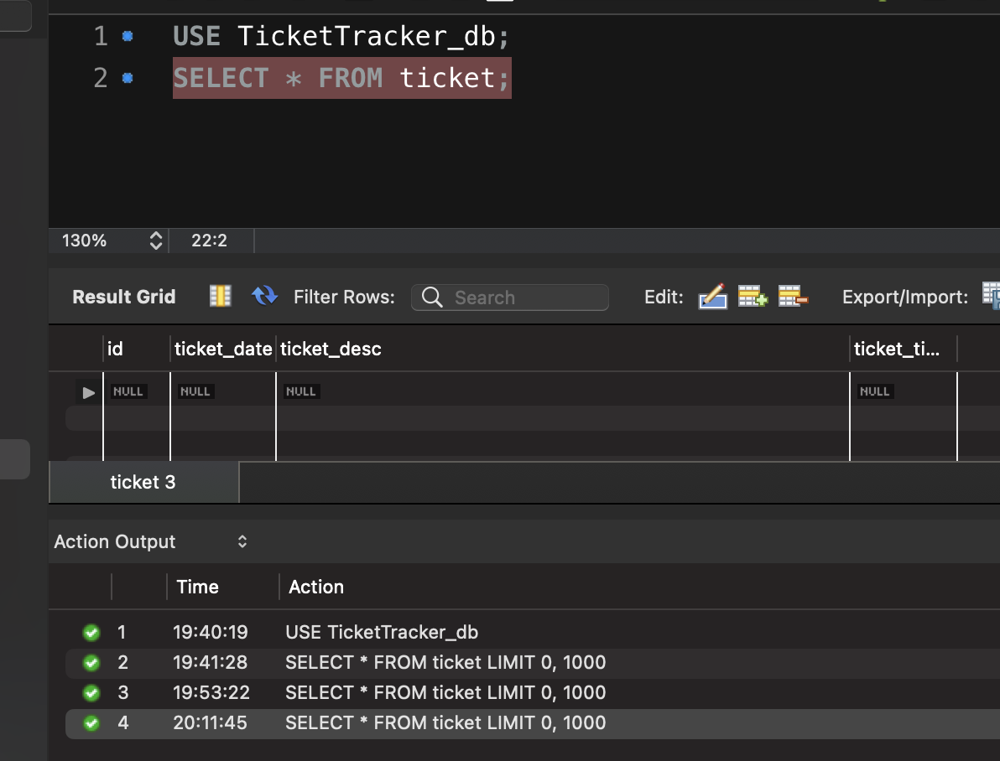 1 USE TicketTracker_db;
2 SELECT * FROM ticket;
130% 22:2
Result Grid Filter Rows: Search Edit: Export/Import:
id ticket_date ticket_desc ticket_ti...
NULL NULL NULL NULL
ticket 3
Action Output
Time Action
1 19:40:19 USE TicketTracker_db
2 19:41:28 SELECT * FROM ticket LIMIT 0, 1000
3 19:53:22 SELECT * FROM ticket LIMIT 0, 1000
4 20:11:45 SELECT * FROM ticket LIMIT 0, 1000